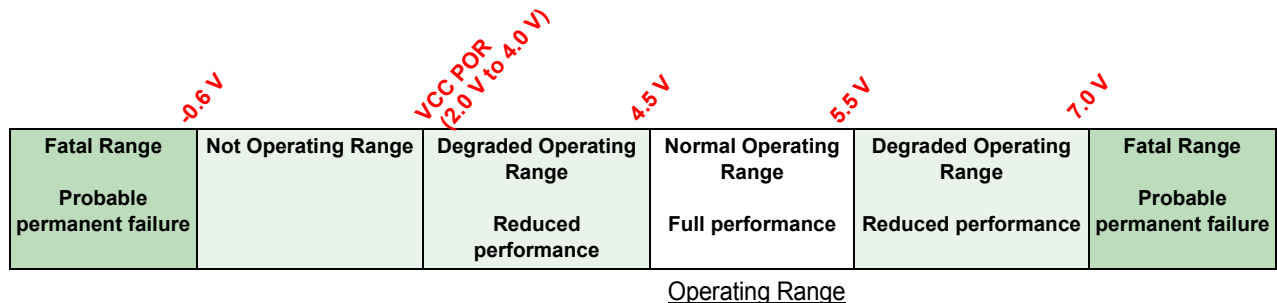 -0.6 V
VCC POR
(2.0 V to 4.0 V)
4.5 V
5.5 V
7.0 V
Fatal Range
Probable
permanent failure
Not Operating Range
Degraded Operating
Range
Reduced
performance
Normal Operating
Range
Full performance
Degraded Operating
Range
Reduced performance
Fatal Range
Probable
permanent failure
Operating Range